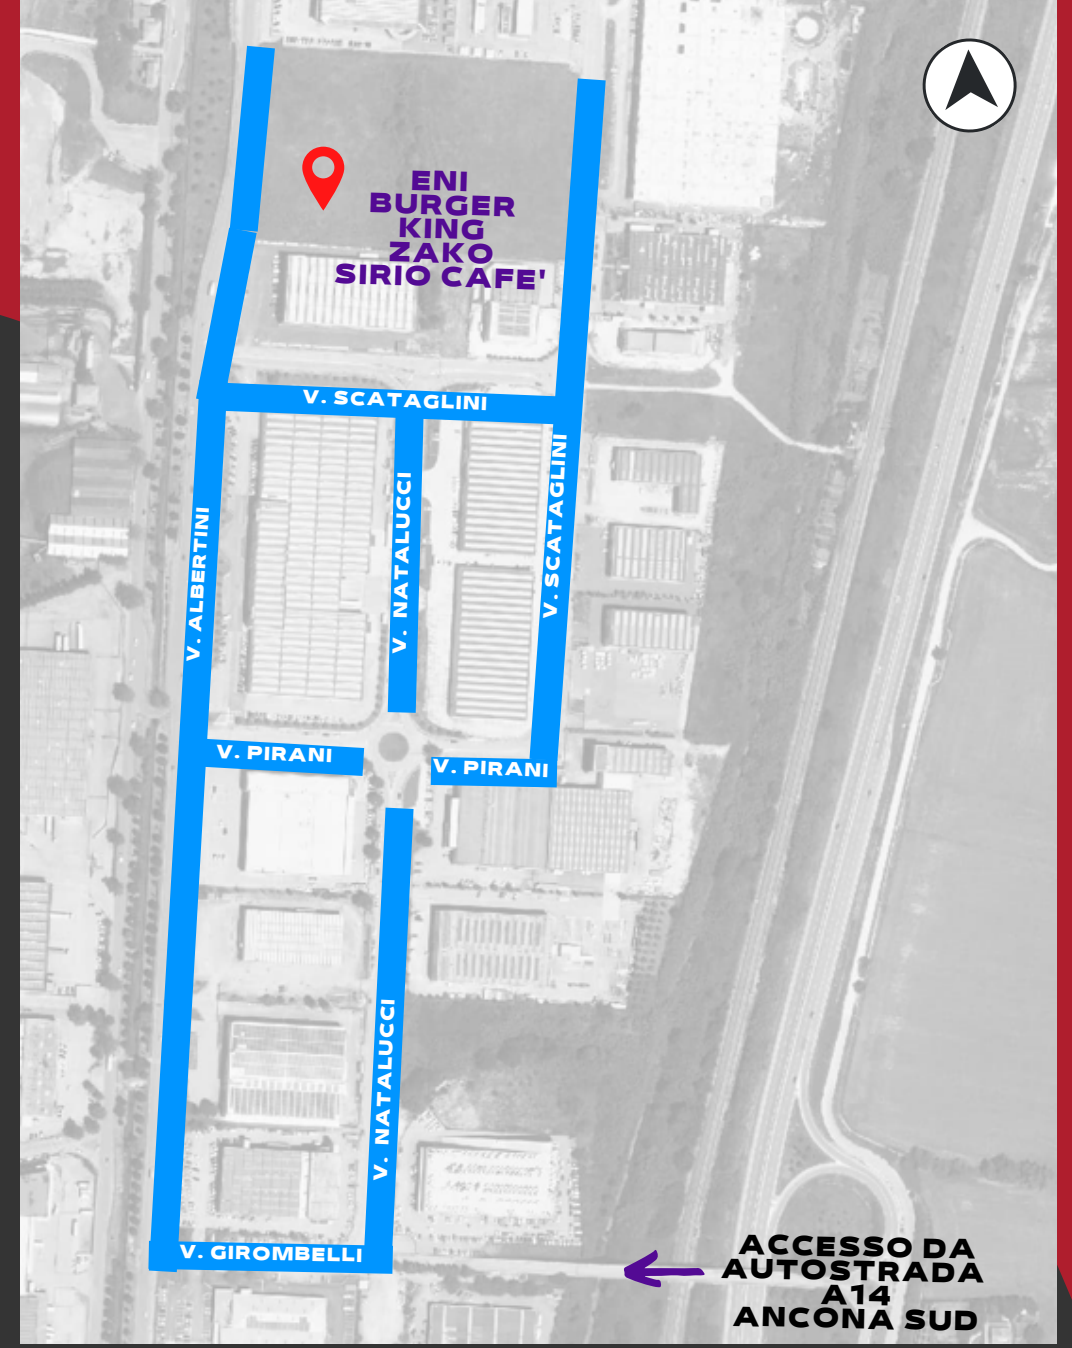 ENI
BURGER
KING
ZAKO
SIRIO CAFE'
V. SCATAGLINI
V. SCATAGLINI
V. NATALUCCI
V. ALBERTINI
V. PIRANI
V. PIRANI
V. NATALUCCI
V. GIROMBELLI
ACCESSO DA
AUTOSTRADA
A14
ANCONA SUD